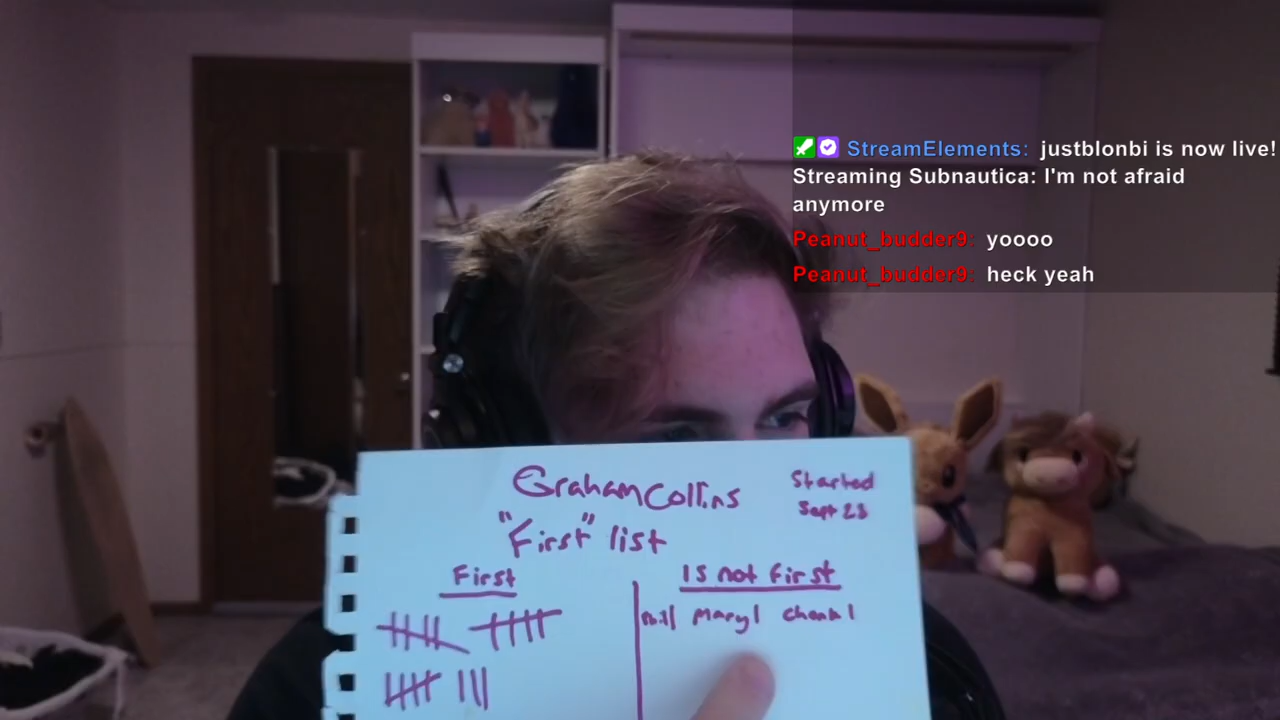 StreamElements: justblonbi is now live!
Streaming Subnautica: I'm not afraid
anymore
Peanut_budder9: yoooo
Peanut_budder9: heck yeah
GrahamCollins
Started
Sept 23
"First" list
First
Is not First
Maryl